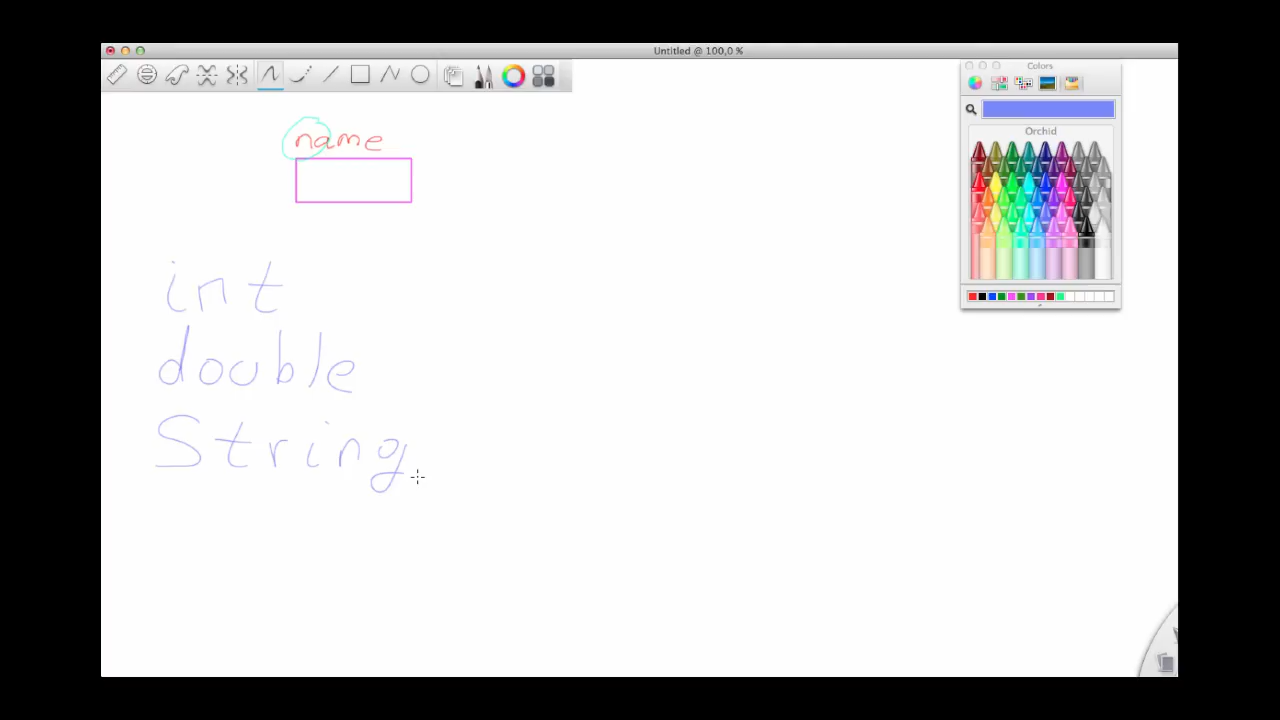 Untitled @ 100,0 %
Colors
Orchid
name
int
double
String